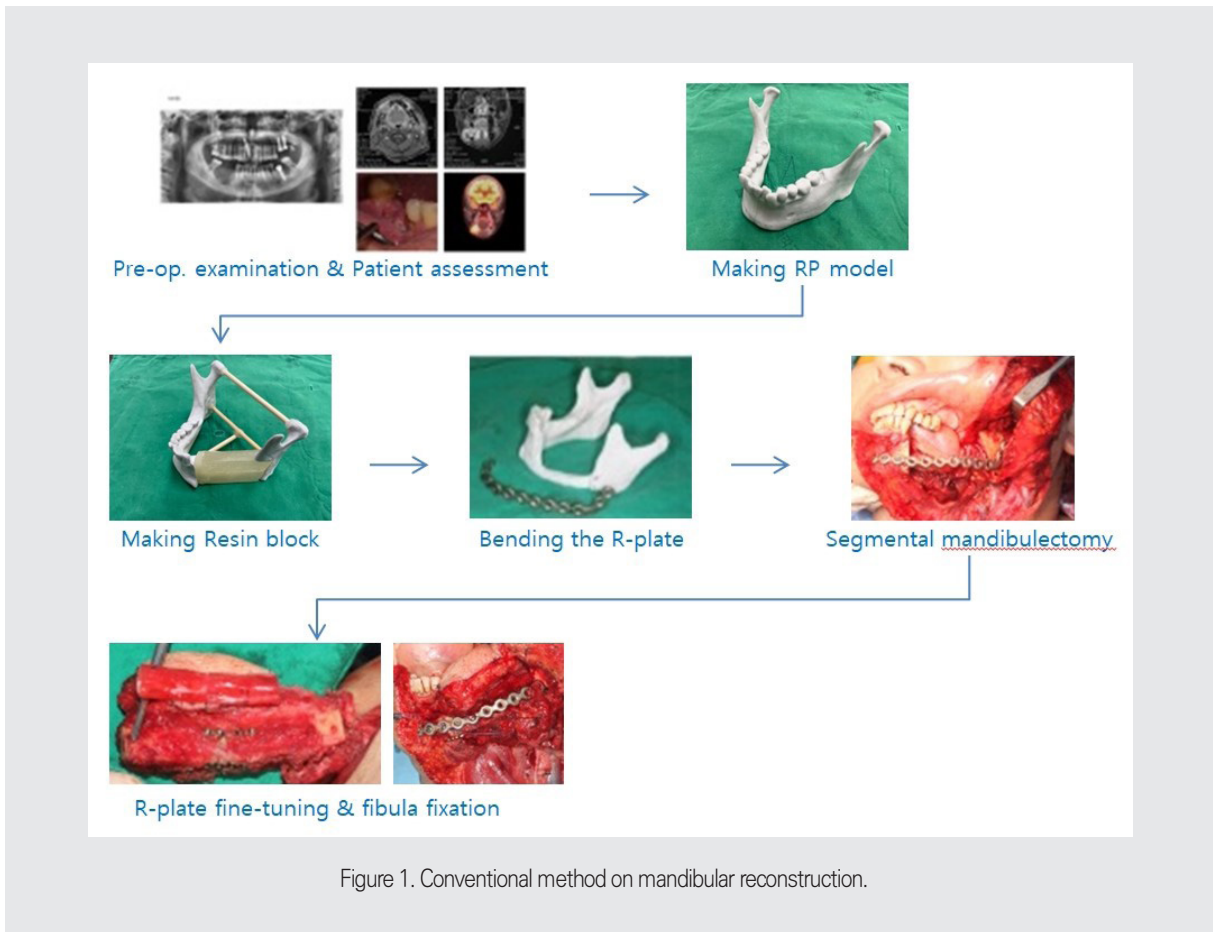 Pre-op. examination & Patient assessment
Making RP model
Making Resin block
Bending the R-plate
Segmental mandibulectomy
R-plate fine-tuning & fibula fixation
Figure 1. Conventional method on mandibular reconstruction.